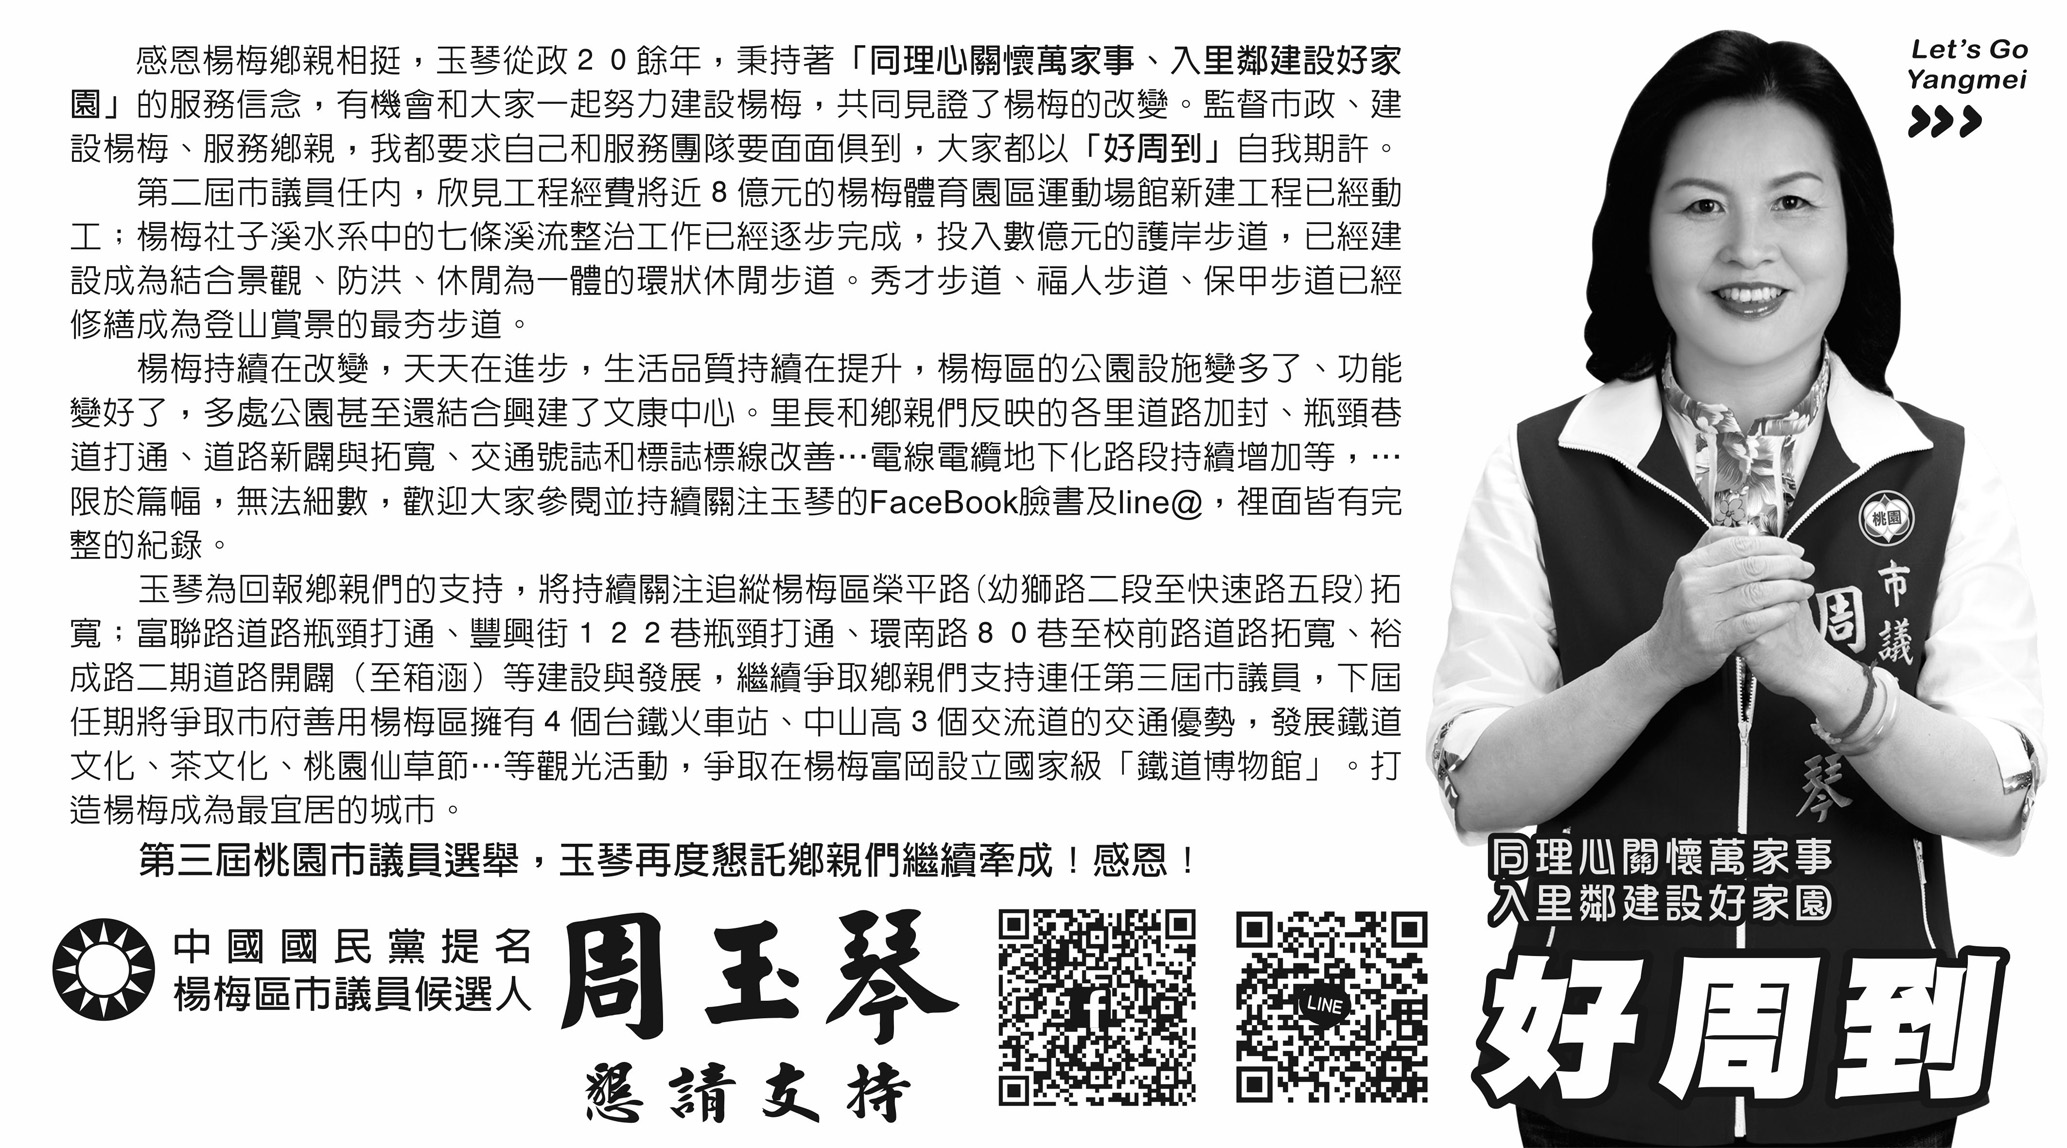 感恩楊梅鄉親相挺，玉琴從政２０餘年，秉持著「同理心關懷萬家事、入里鄰建設好家
園」的服務信念，有機會和大家一起努力建設楊梅，共同見證了楊梅的改變。監督市政、建
設楊梅、服務鄉親，我都要求自己和服務團隊要面面俱到，大家都以「好周到」自我期許。
第二屆市議員任内，欣見工程經費將近８億元的楊梅體育園區運動場館新建工程已經動
工；楊梅社子溪水系中的七條溪流整治工作已經逐步完成，投入數億元的護岸步道，已經建
設成為結合景觀、防洪、休閒為一體的環狀休閒步道。秀才步道、福人步道、保甲步道已經
修繕成為登山賞景的最夯步道。
楊梅持續在改變，天天在進步，生活品質持續在提升，楊梅區的公園設施變多了、功能
變好了，多處公園甚至還結合興建了文康中心。里長和鄉親們反映的各里道路加封、瓶頸巷
道打通、道路新闢與拓寬、交通號誌和標誌標線改善⋯電線電纜地下化路段持續增加等，⋯
限於篇幅，無法細數，歡迎大家參閱並持續關注玉琴的FaceBook臉書及line@，裡面皆有完
整的紀錄。
玉琴為回報鄉親們的支持，將持續關注追縱楊梅區榮平路(幼獅路二段至快速路五段)拓
寬；富聯路道路瓶頸打通、豐興街１２２巷瓶頸打通、環南路８０巷至校前路道路拓寬、裕
成路二期道路開闢（至箱涵）等建設與發展，繼續爭取鄉親們支持連任第三屆市議員，下屆
任期將爭取市府善用楊梅區擁有４個台鐵火車站、中山高３個交流道的交通優勢，發展鐵道
文化、茶文化、桃園仙草節⋯等觀光活動，爭取在楊梅富岡設立國家級「鐵道博物館」。打
造楊梅成為最宜居的城市。
第三屆桃園市議員選舉，玉琴再度懇託鄉親們繼續牽成！感恩！
中國國民黨提名
楊梅區市議員候選人
周玉琴
懇請支持
f
LINE
Let's Go
Yangmei
桃園
市議
周
琴
同理心關懷萬家事
入里鄰建設好家園
好周到